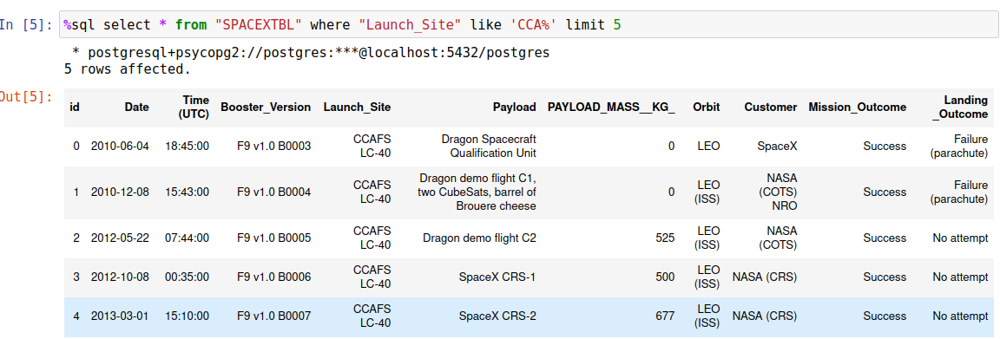 In [5]: %sql select * from "SPACEXTBL" where "Launch_Site" like 'CCA%' limit 5
* postgresql+psycopg2://postgres:***@localhost:5432/postgres
5 rows affected.
Out[5]:
id Date Time (UTC) Booster_Version Launch_Site Payload PAYLOAD_MASS__KG_ Orbit Customer Mission_Outcome Landing _Outcome
0 2010-06-04 18:45:00 F9 v1.0 B0003 CCAFS LC-40 Dragon Spacecraft Qualification Unit 0 LEO SpaceX Success Failure (parachute)
1 2010-12-08 15:43:00 F9 v1.0 B0004 CCAFS LC-40 Dragon demo flight C1, two CubeSats, barrel of Brouere cheese 0 LEO (ISS) NASA (COTS) NRO Success Failure (parachute)
2 2012-05-22 07:44:00 F9 v1.0 B0005 CCAFS LC-40 Dragon demo flight C2 525 LEO (ISS) NASA (COTS) Success No attempt
3 2012-10-08 00:35:00 F9 v1.0 B0006 CCAFS LC-40 SpaceX CRS-1 500 LEO (ISS) NASA (CRS) Success No attempt
4 2013-03-01 15:10:00 F9 v1.0 B0007 CCAFS LC-40 SpaceX CRS-2 677 LEO (ISS) NASA (CRS) Success No attempt